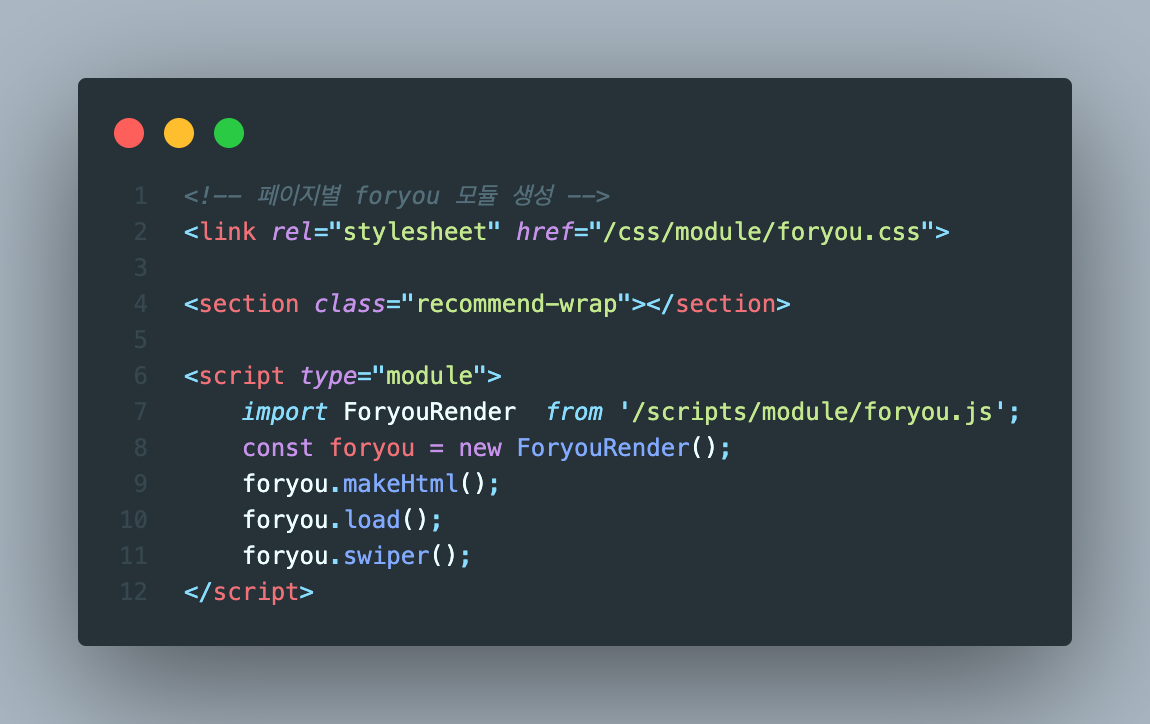 1 <!-- 페이지별 foryou 모듈 생성 -->
2 <link rel="stylesheet" href="/css/module/foryou.css">
3
4 <section class="recommend-wrap"></section>
5
6 <script type="module">
7     import ForyouRender  from '/scripts/module/foryou.js';
8     const foryou = new ForyouRender();
9     foryou.makeHtml();
10     foryou.load();
11     foryou.swiper();
12 </script>